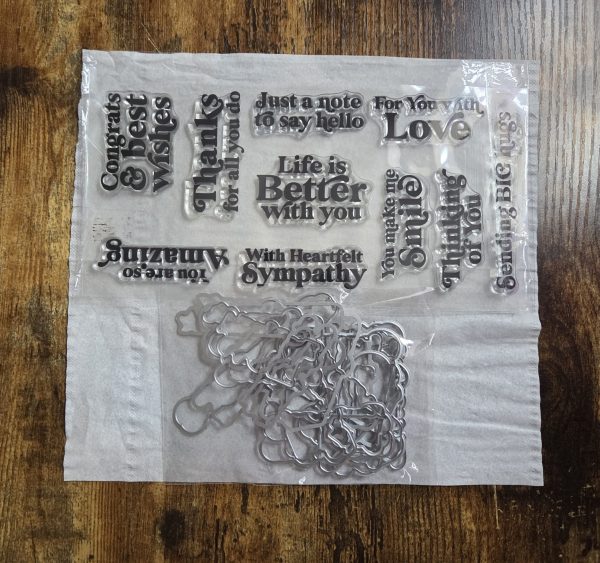 Congrats
& best
wishes
Thanks
for all you do
Just a note
to say hello
For You with
Love
Life is
Better
with you
You make me
Smile
Thinking
of You
Sending BIG hugs
You are so
Amazing
With Heartfelt
Sympathy